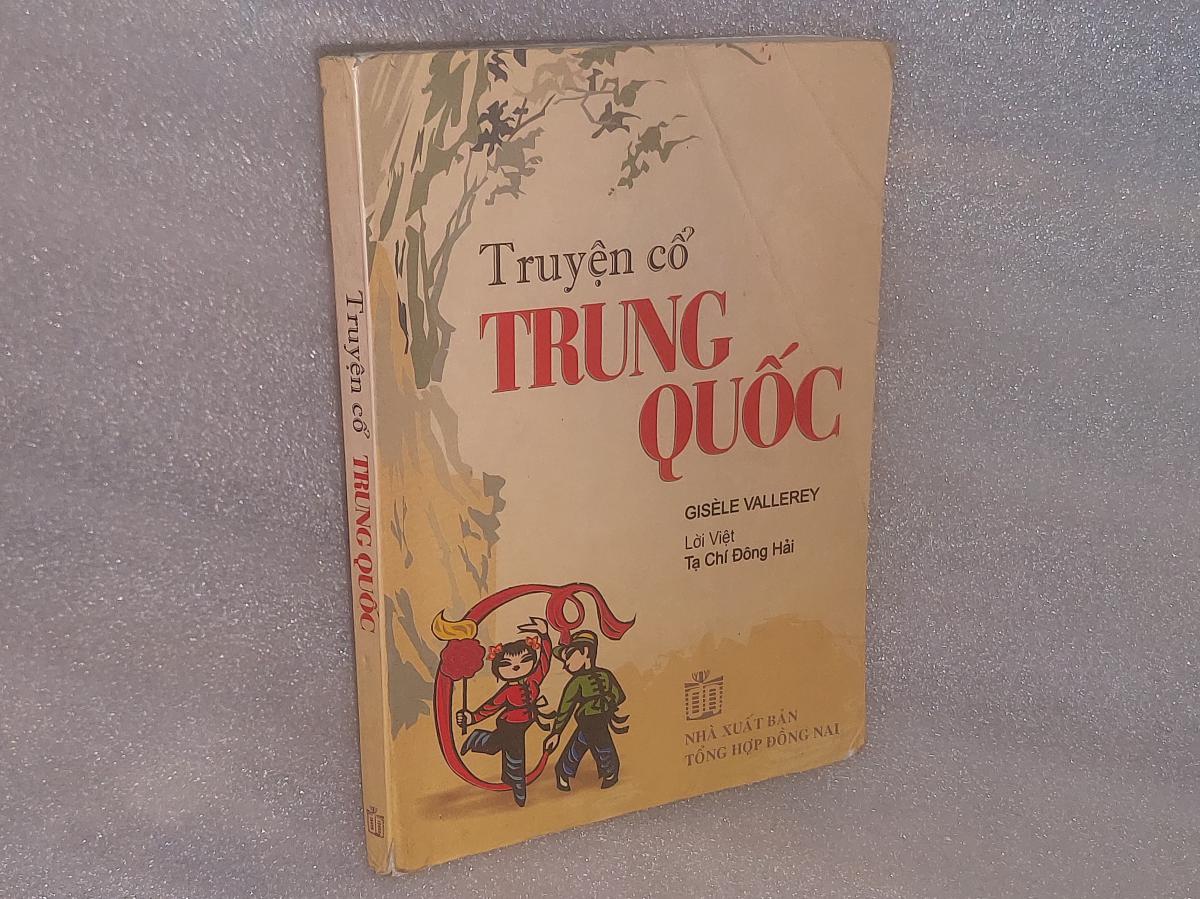 Truyện cổ
TRUNG
QUỐC
GISÈLE VALLEREY
Lời Việt
Tạ Chí Đông Hải
NHÀ XUẤT BẢN
TỔNG HỢP ĐỒNG NAI
Truyện cổ TRUNG QUỐC